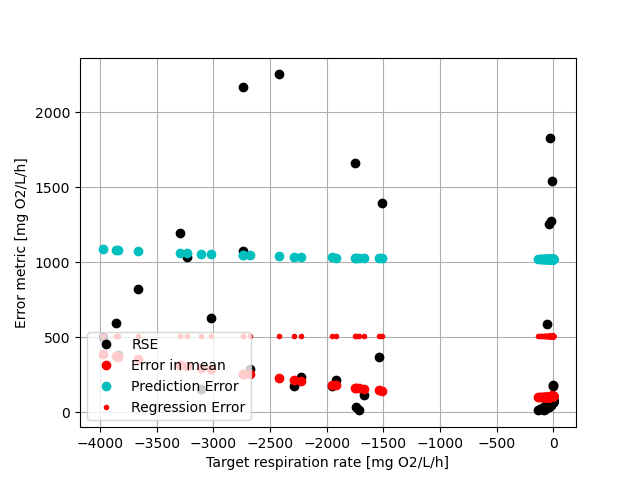 2000
1500
1000
500
0
Error metric [mg O2/L/h]
RSE
Error in mean
Prediction Error
Regression Error
−4000 −3500 −3000 −2500 −2000 −1500 −1000 −500 0
Target respiration rate [mg O2/L/h]